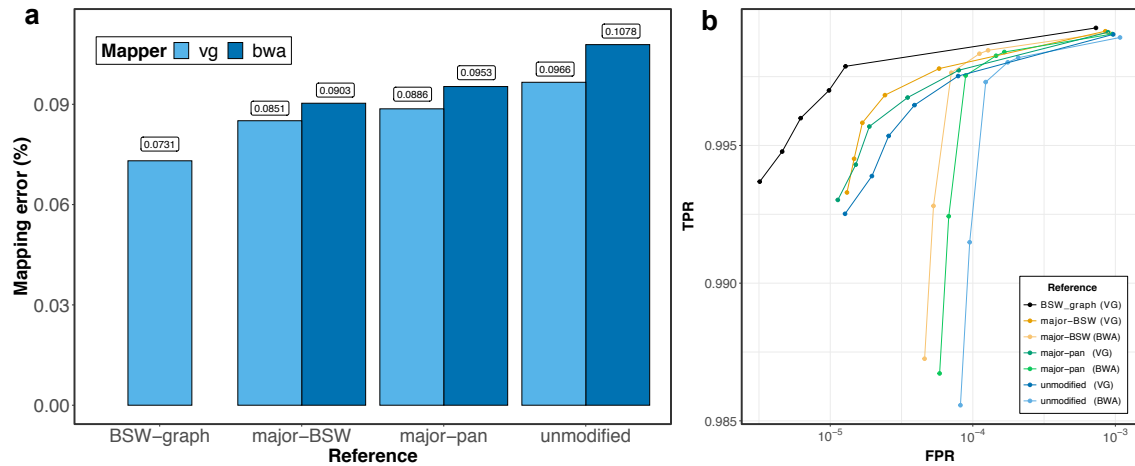 a
Mapper vg bwa
0.0731
0.0851
0.0903
0.0886
0.0953
0.0966
0.1078
Mapping error (%)
0.09
0.06
0.03
0.00
BSW-graph major-BSW major-pan unmodified
Reference
b
TPR
0.995
0.990
0.985
10⁻⁵ 10⁻⁴ 10⁻³
FPR
Reference
BSW_graph (VG)
major-BSW (VG)
major-BSW (BWA)
major-pan (VG)
major-pan (BWA)
unmodified (VG)
unmodified (BWA)